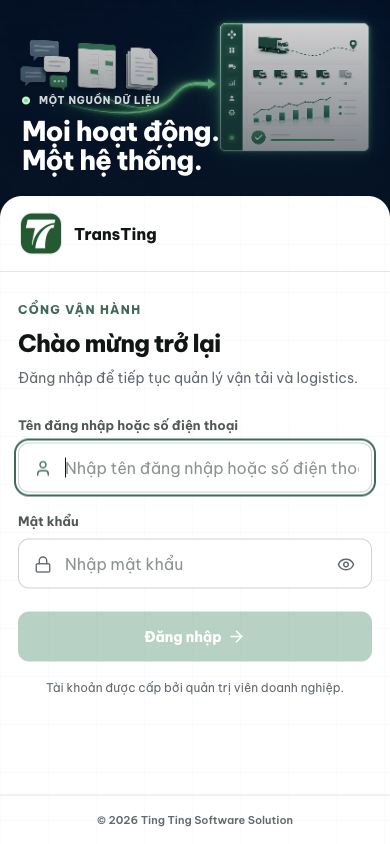 MỘT NGUỒN DỮ LIỆU
Mọi hoạt động.
Một hệ thống.
TransTing
CỔNG VẬN HÀNH
Chào mừng trở lại
Đăng nhập để tiếp tục quản lý vận tải và logistics.
Tên đăng nhập hoặc số điện thoại
Nhập tên đăng nhập hoặc số điện tho
Mật khẩu
Nhập mật khẩu
Đăng nhập →
Tài khoản được cấp bởi quản trị viên doanh nghiệp.
© 2026 Ting Ting Software Solution